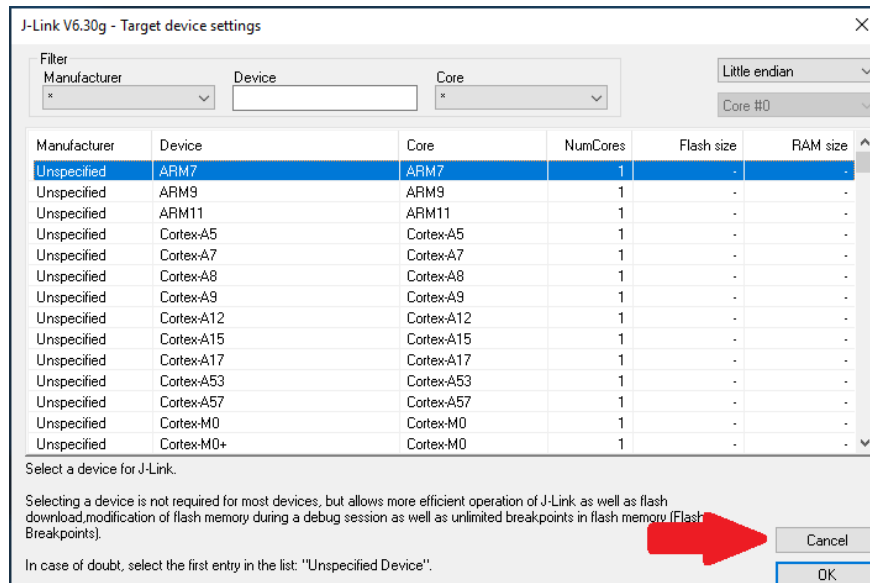 J-Link V6.30g - Target device settings
Filter
Manufacturer Device Core
* *
Little endian
Core #0
Manufacturer Device Core NumCores Flash size RAM size
Unspecified ARM7 ARM7 1 - -
Unspecified ARM9 ARM9 1 - -
Unspecified ARM11 ARM11 1 - -
Unspecified Cortex-A5 Cortex-A5 1 - -
Unspecified Cortex-A7 Cortex-A7 1 - -
Unspecified Cortex-A8 Cortex-A8 1 - -
Unspecified Cortex-A9 Cortex-A9 1 - -
Unspecified Cortex-A12 Cortex-A12 1 - -
Unspecified Cortex-A15 Cortex-A15 1 - -
Unspecified Cortex-A17 Cortex-A17 1 - -
Unspecified Cortex-A53 Cortex-A53 1 - -
Unspecified Cortex-A57 Cortex-A57 1 - -
Unspecified Cortex-M0 Cortex-M0 1 - -
Unspecified Cortex-M0+ Cortex-M0 1 - -
Select a device for J-Link.
Selecting a device is not required for most devices, but allows more efficient operation of J-Link as well as flash
download,modification of flash memory during a debug session as well as unlimited breakpoints in flash memory (Flash
Breakpoints).
In case of doubt, select the first entry in the list: "Unspecified Device".
Cancel
OK